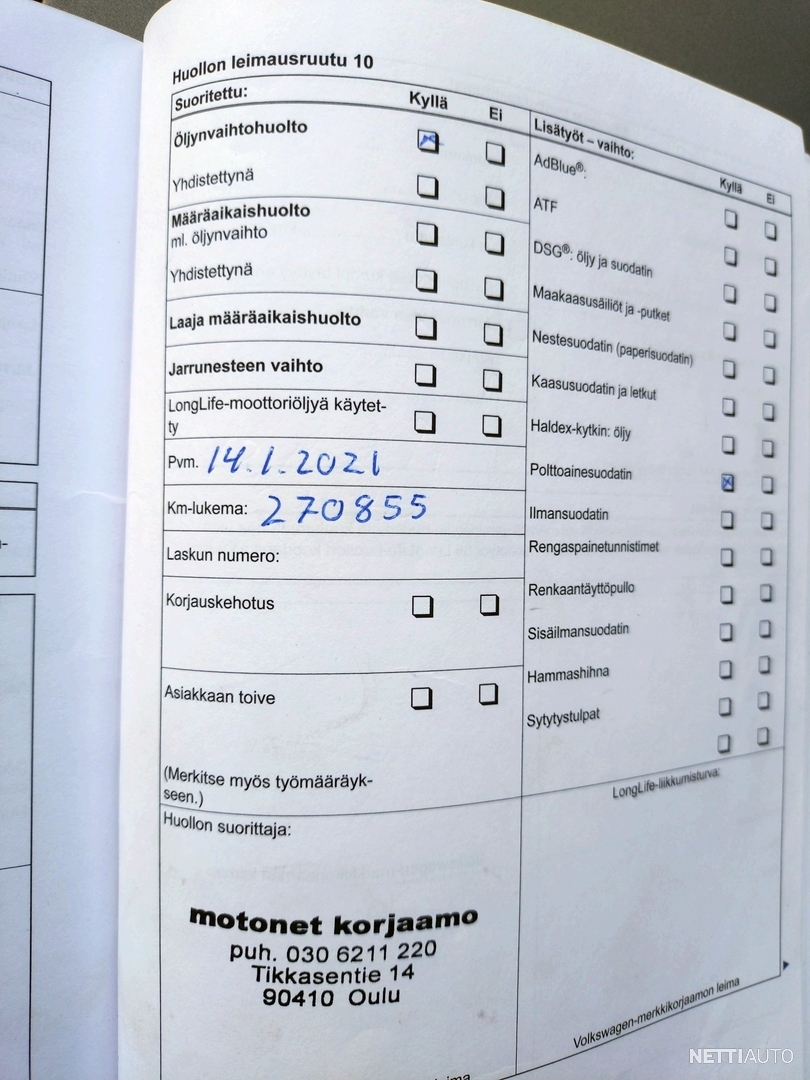 Huollon leimausruutu 10
Suoritettu:
Kyllä
Ei
Öljynvaihtohuolto
Yhdistettynä
Määräaikaishuolto
ml. öljynvaihto
Yhdistettynä
Laaja määräaikaishuolto
Jarrunesteen vaihto
LongLife-moottoriöljyä käytet-
ty
Pvm. 14.1.2021
Km-lukema: 270855
Laskun numero:
Korjauskehotus
Asiakkaan toive
(Merkitse myös työmääräyk-
seen.)
Huollon suorittaja:
motonet korjaamo
puh. 030 6211 220
Tikkasentie 14
90410 Oulu
Lisätyöt – vaihto:
Kyllä
Ei
AdBlue®:
ATF
DSG®: öljy ja suodatin
Maakaasusäiliöt ja -putket
Nestesuodatin (paperisuodatin)
Kaasusuodatin ja letkut
Haldex-kytkin: öljy
Polttoainesuodatin
Ilmansuodatin
Rengaspainetunnistimet
Renkaantäyttöpullo
Sisäilmansuodatin
Hammashihna
Sytytystulpat
LongLife-liikkumisturva:
Volkswagen-merkkikorjaamon leima
NETTIAUTO